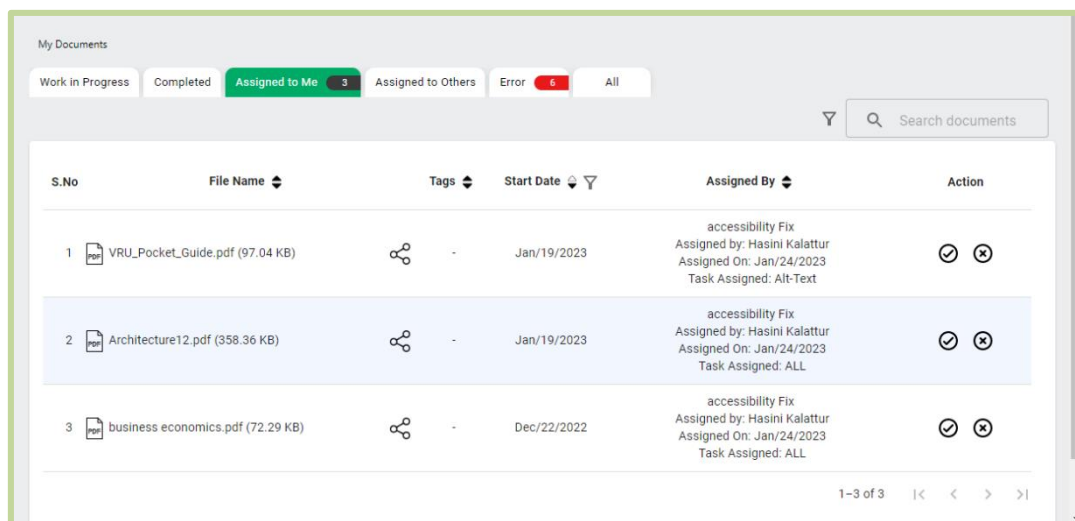 My Documents
Work in Progress Completed Assigned to Me 3 Assigned to Others Error 6 All
Search documents
S.No File Name Tags Start Date Assigned By Action
1 PDF VRU_Pocket_Guide.pdf (97.04 KB) - Jan/19/2023
accessibility Fix
Assigned by: Hasini Kalattur
Assigned On: Jan/24/2023
Task Assigned: Alt-Text
2 PDF Architecture12.pdf (358.36 KB) - Jan/19/2023
accessibility Fix
Assigned by: Hasini Kalattur
Assigned On: Jan/24/2023
Task Assigned: ALL
3 PDF business economics.pdf (72.29 KB) - Dec/22/2022
accessibility Fix
Assigned by: Hasini Kalattur
Assigned On: Jan/24/2023
Task Assigned: ALL
1–3 of 3